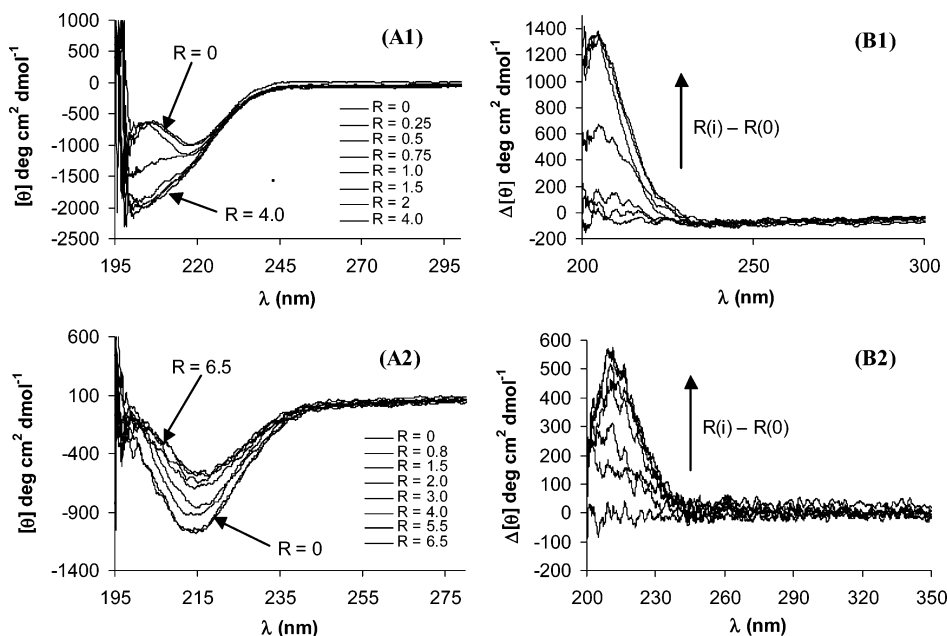 (A1)
[θ] deg cm² dmol⁻¹
1000
500
0
-500
-1000
-1500
-2000
-2500
R = 0
R = 4.0
R = 0
R = 0.25
R = 0.5
R = 0.75
R = 1.0
R = 1.5
R = 2
R = 4.0
195 220 245 270 295
λ (nm)
(B1)
Δ[θ] deg cm² dmol⁻¹
1400
1200
1000
800
600
400
200
0
-200
R(i) – R(0)
200 250 300
λ (nm)
(A2)
[θ] deg cm² dmol⁻¹
600
100
-400
-900
-1400
R = 6.5
R = 0
R = 0
R = 0.8
R = 1.5
R = 2.0
R = 3.0
R = 4.0
R = 5.5
R = 6.5
195 215 235 255 275
λ (nm)
(B2)
Δ[θ] deg cm² dmol⁻¹
600
500
400
300
200
100
0
-100
-200
R(i) – R(0)
200 230 260 290 320 350
λ (nm)